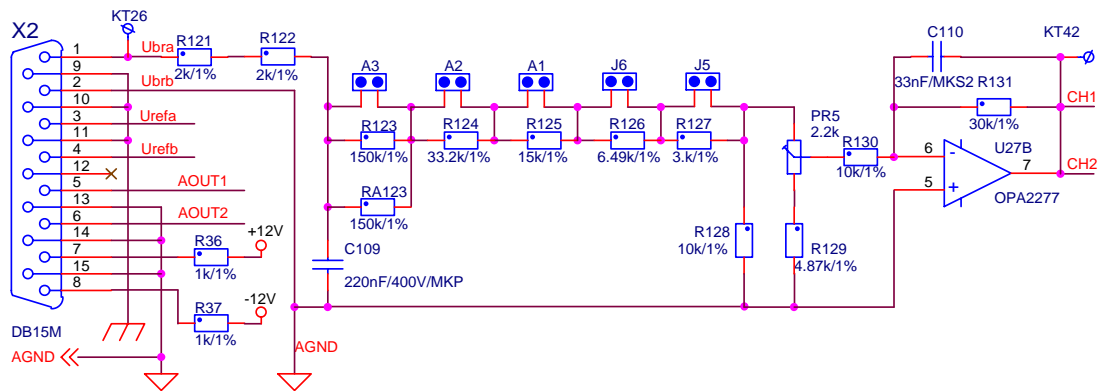 X2
KT26
1
Ubra
R121
2k/1%
R122
2k/1%
9
2
Ubrb
10
3
Urefa
11
4
Urefb
12
5
AOUT1
13
6
AOUT2
14
7
R36
1k/1%
+12V
15
8
R37
1k/1%
-12V
DB15M
AGND
A3
A2
A1
J6
J5
R123
150k/1%
R124
33.2k/1%
R125
15k/1%
R126
6.49k/1%
R127
3.k/1%
RA123
150k/1%
C109
220nF/400V/MKP
AGND
PR5
2.2k
R128
10k/1%
R129
4.87k/1%
R130
10k/1%
C110
33nF/MKS2
R131
30k/1%
KT42
CH1
CH2
U27B
6
-
5
+
7
OPA2277